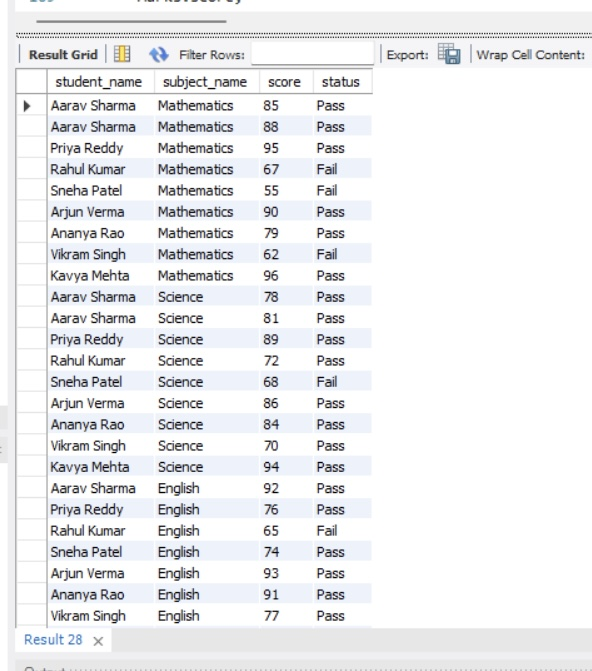 Result Grid Filter Rows: Export: Wrap Cell Content:
student_name subject_name score status
Aarav Sharma Mathematics 85 Pass
Aarav Sharma Mathematics 88 Pass
Priya Reddy Mathematics 95 Pass
Rahul Kumar Mathematics 67 Fail
Sneha Patel Mathematics 55 Fail
Arjun Verma Mathematics 90 Pass
Ananya Rao Mathematics 79 Pass
Vikram Singh Mathematics 62 Fail
Kavya Mehta Mathematics 96 Pass
Aarav Sharma Science 78 Pass
Aarav Sharma Science 81 Pass
Priya Reddy Science 89 Pass
Rahul Kumar Science 72 Pass
Sneha Patel Science 68 Fail
Arjun Verma Science 86 Pass
Ananya Rao Science 84 Pass
Vikram Singh Science 70 Pass
Kavya Mehta Science 94 Pass
Aarav Sharma English 92 Pass
Priya Reddy English 76 Pass
Rahul Kumar English 65 Fail
Sneha Patel English 74 Pass
Arjun Verma English 93 Pass
Ananya Rao English 91 Pass
Vikram Singh English 77 Pass
Result 28